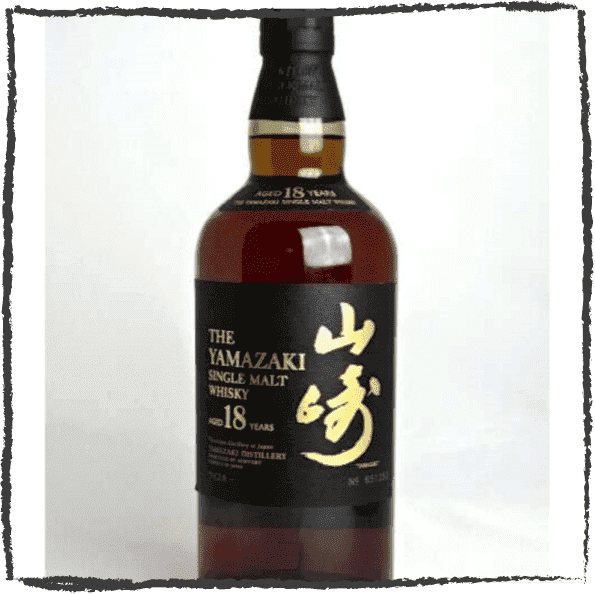 AGED 18 YEARS
THE YAMAZAKI SINGLE MALT WHISKY
THE
YAMAZAKI
SINGLE MALT
WHISKY
AGED 18 YEARS
山崎
YAMAZAKI DISTILLERY